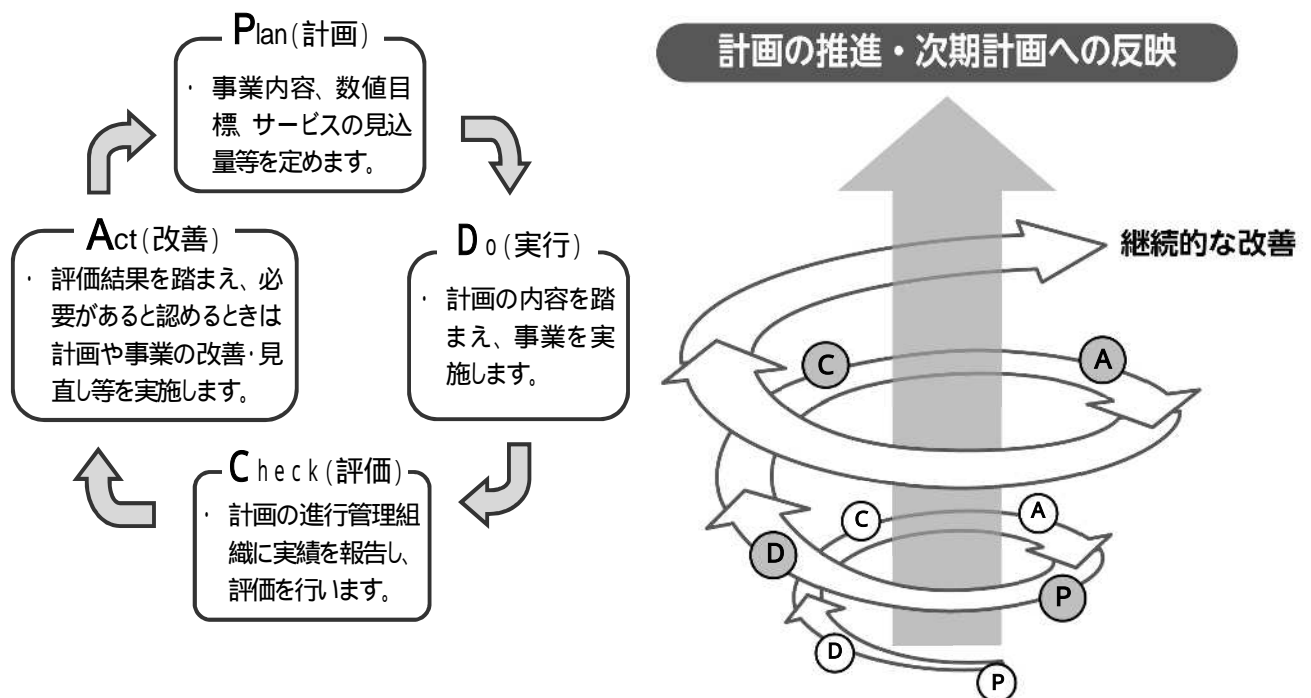 Plan(計画)
・ 事業内容、数値目
標、サービスの見込
量等を定めます。
Act(改善)
・ 評価結果を踏まえ、必
要があると認めるときは
計画や事業の改善・見
直し等を実施します。
Do(実行)
・ 計画の内容を踏
まえ、事業を実
施します。
Check(評価)
・ 計画の進行管理組
織に実績を報告し、
評価を行います。
計画の推進・次期計画への反映
継続的な改善
C
A
C
A
D
P
D
P